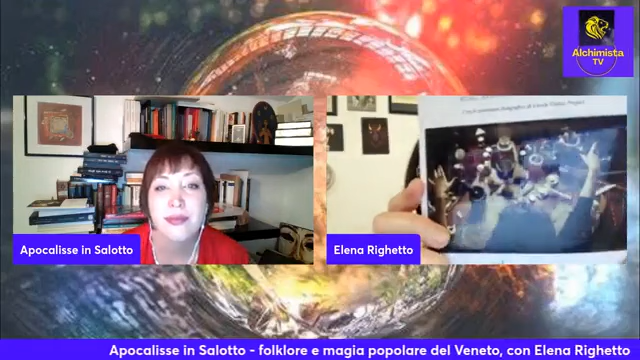 Alchimista
TV
Apocalisse in Salotto
Elena Righetto
Apocalisse in Salotto - folklore e magia popolare del Veneto, con Elena Righetto